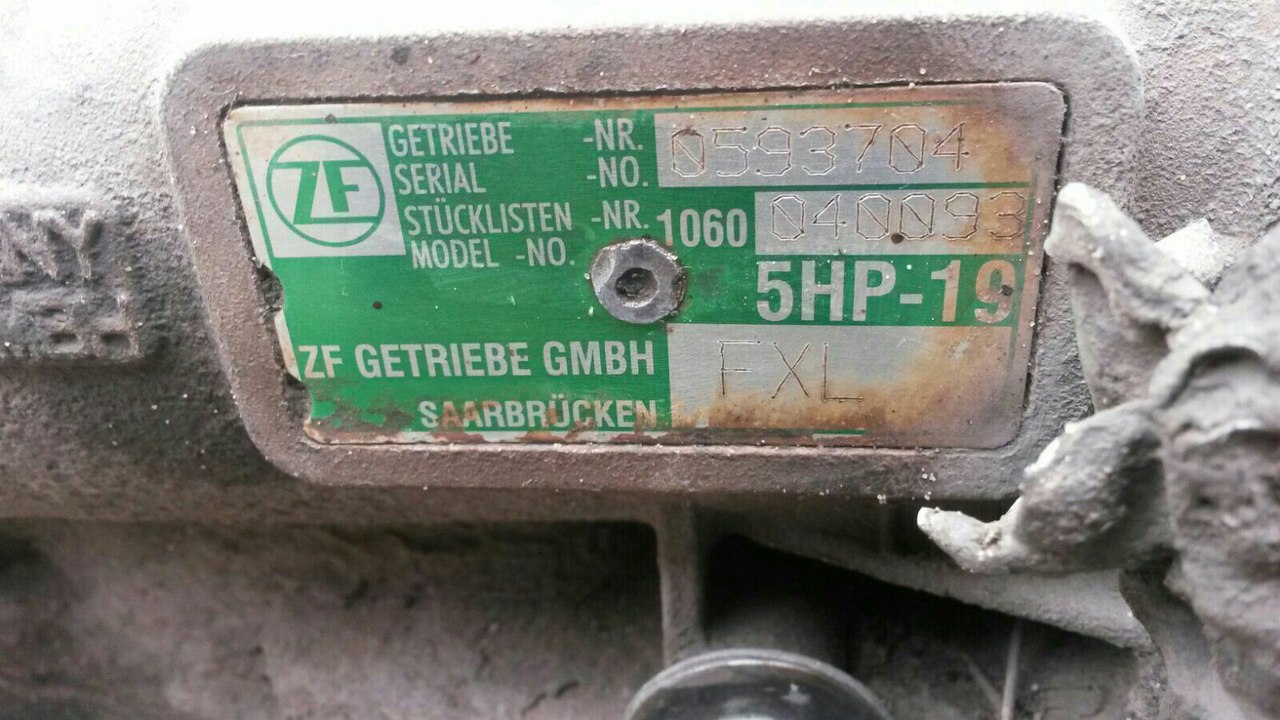 ZF
GETRIEBE -NR. 0593704
SERIAL -NO.
STÜCKLISTEN -NR. 1060 040093
MODEL -NO.
5HP-19
ZF GETRIEBE GMBH FXL
SAARBRÜCKEN
NY